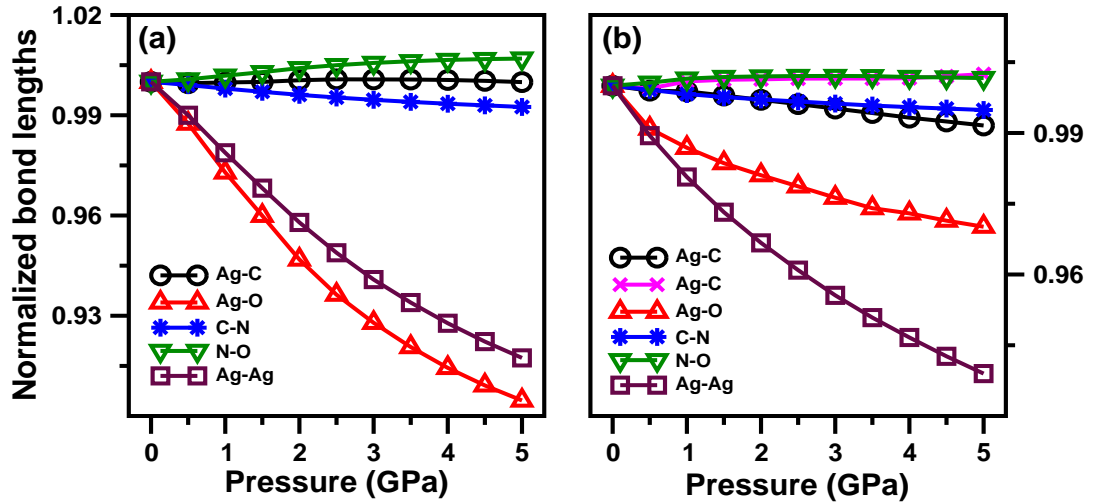 Normalized bond lengths
1.02
0.99
0.96
0.93
(a)
Ag-C
Ag-O
C-N
N-O
Ag-Ag
0 1 2 3 4 5
Pressure (GPa)
(b)
Ag-C
Ag-C
Ag-O
C-N
N-O
Ag-Ag
0.99
0.96
0 1 2 3 4 5
Pressure (GPa)